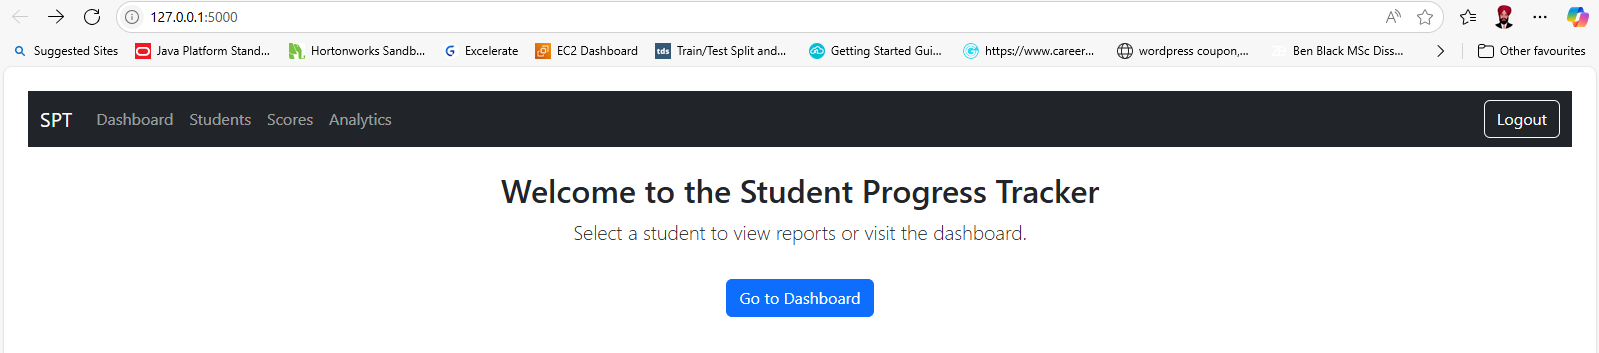 127.0.0.1:5000
Suggested Sites Java Platform Stand... Hortonworks Sandb... Excelerate EC2 Dashboard tds Train/Test Split and... Getting Started Gui... https://www.career... wordpress coupon,... Ben Black MSc Diss... Other favourites
SPT Dashboard Students Scores Analytics Logout
Welcome to the Student Progress Tracker
Select a student to view reports or visit the dashboard.
Go to Dashboard